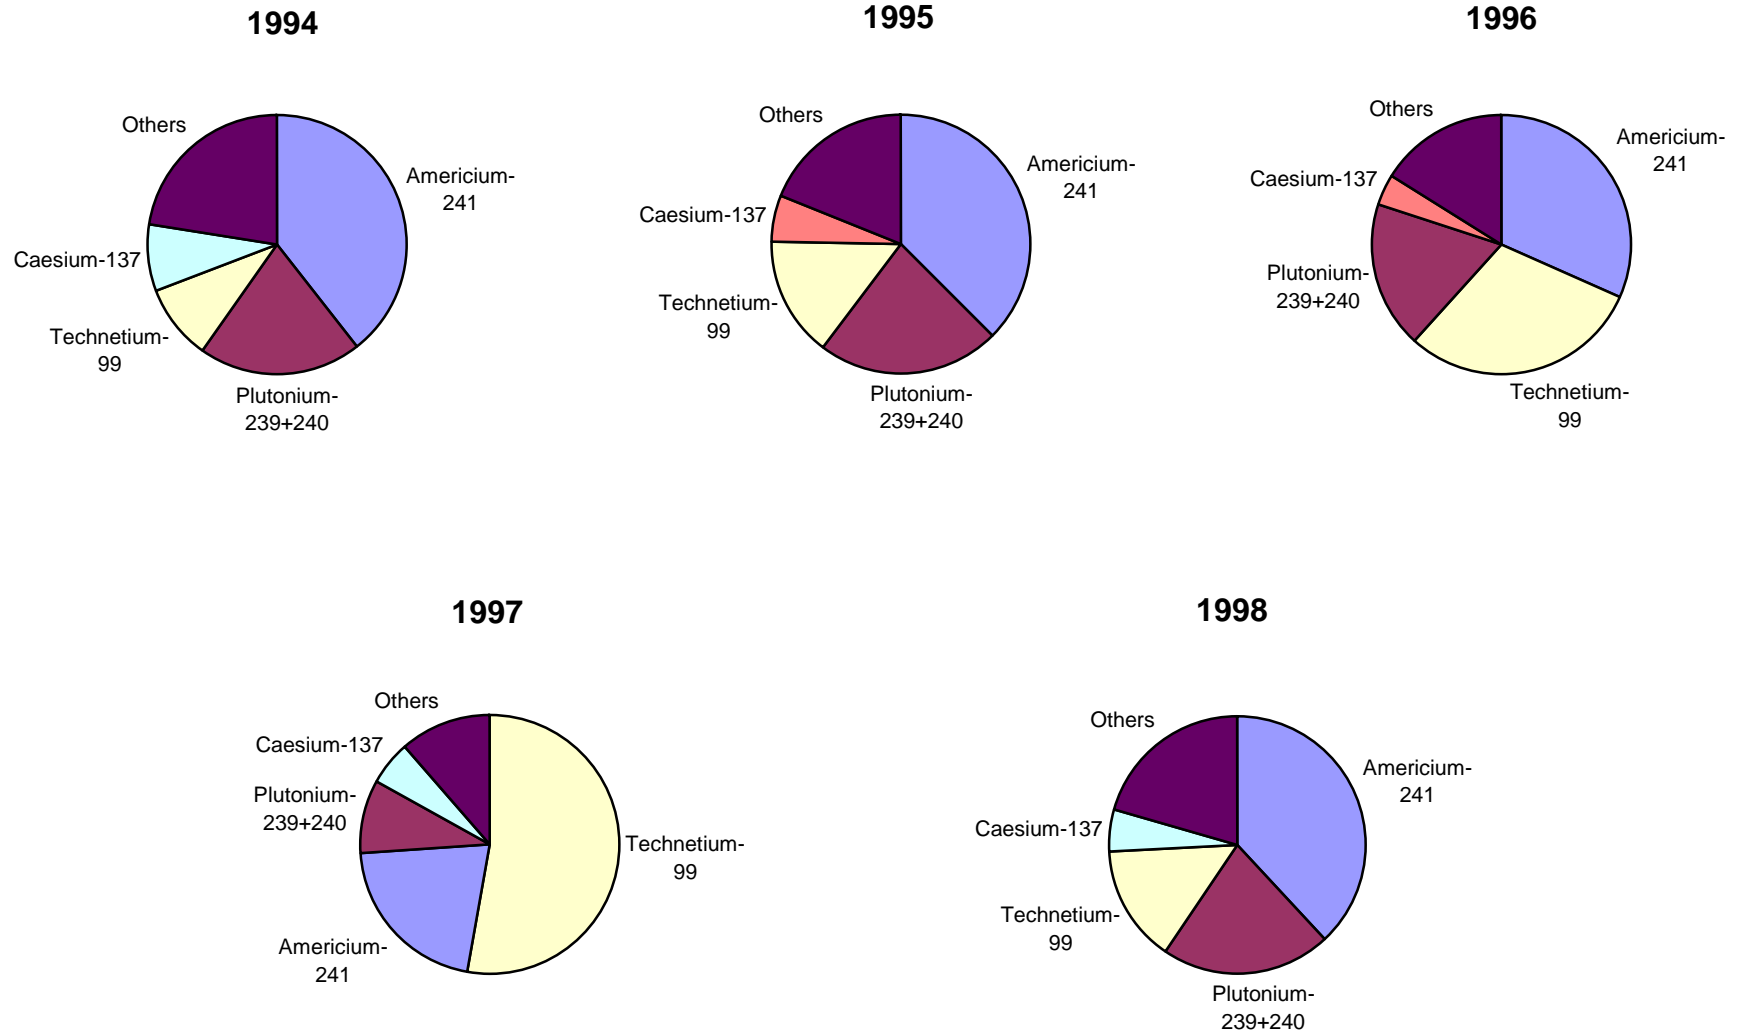 1994
Others
Americium-
241
Caesium-137
Technetium-
99
Plutonium-
239+240
1995
Others
Americium-
241
Caesium-137
Technetium-
99
Plutonium-
239+240
1996
Others
Americium-
241
Caesium-137
Plutonium-
239+240
Technetium-
99
1997
Others
Caesium-137
Plutonium-
239+240
Technetium-
99
Americium-
241
1998
Others
Americium-
241
Caesium-137
Technetium-
99
Plutonium-
239+240